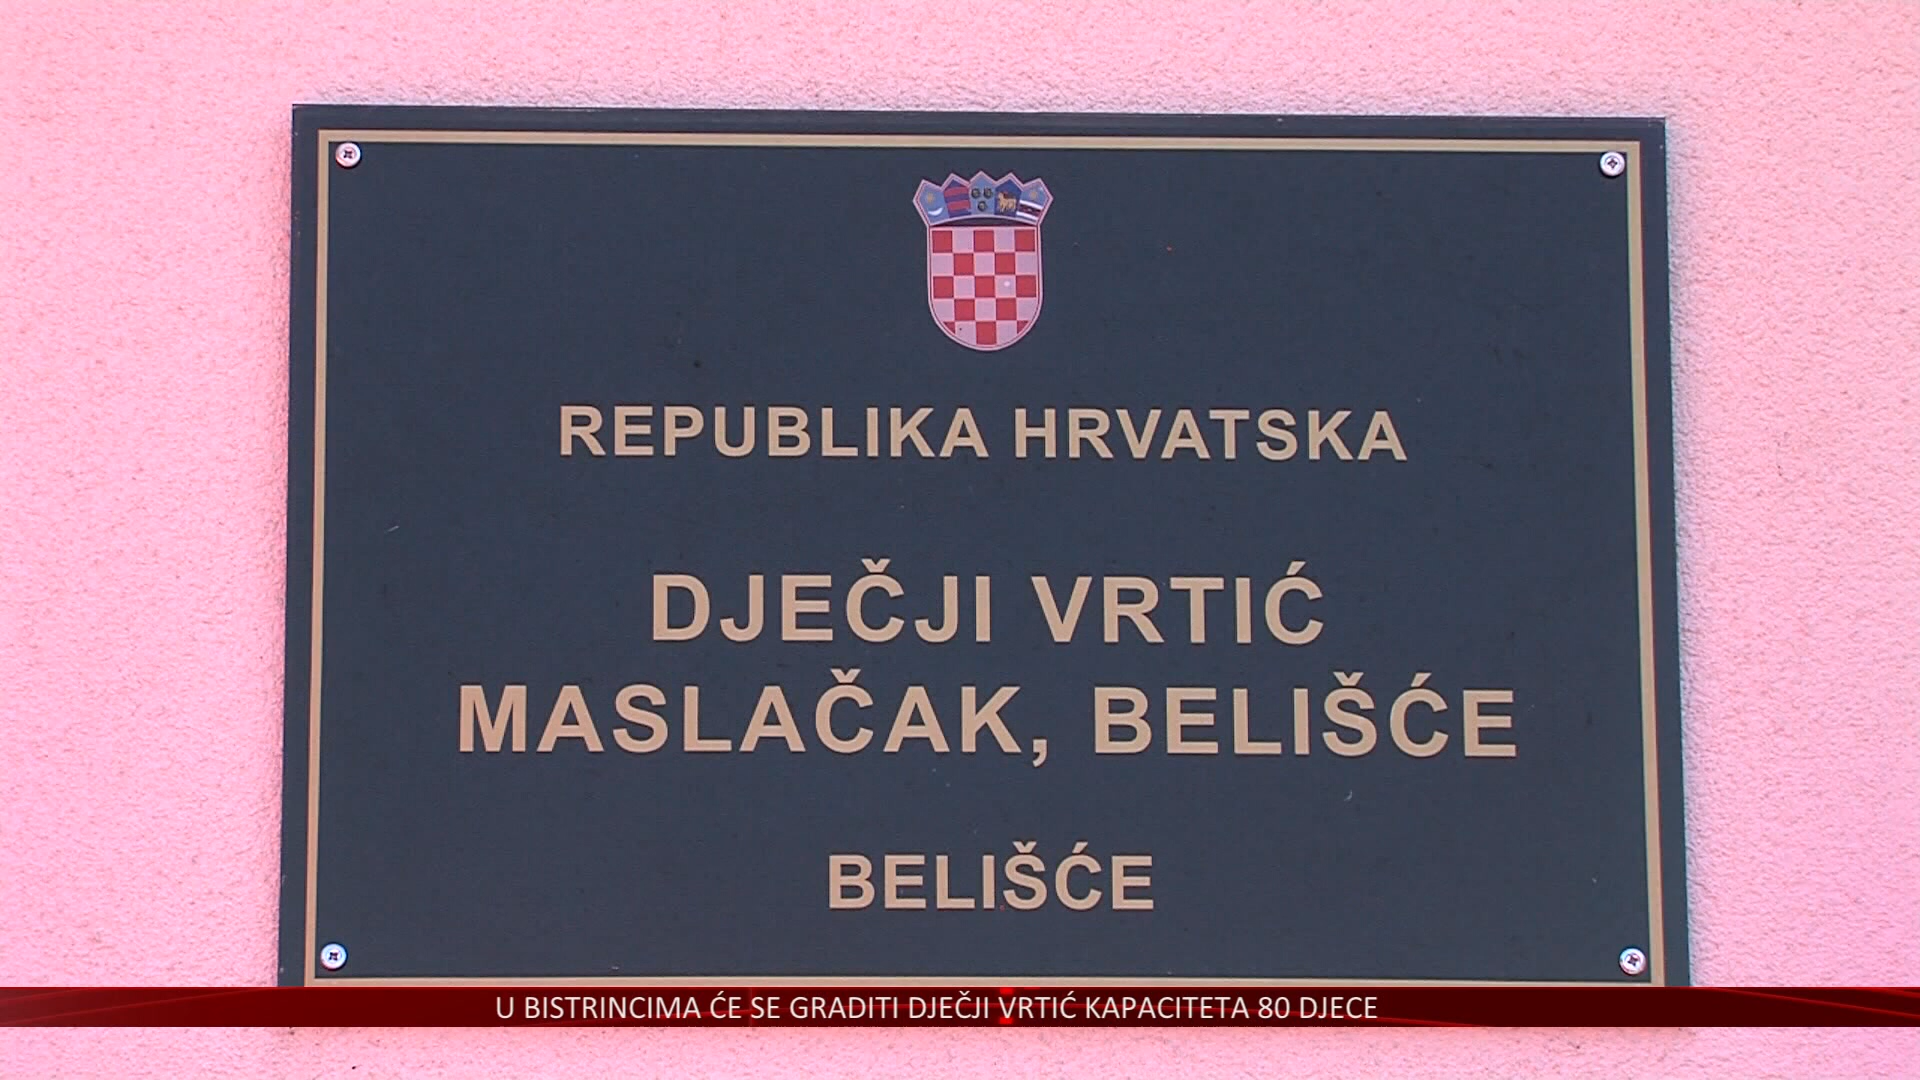 REPUBLIKA HRVATSKA
DJEČJI VRTIĆ
MASLAČAK, BELIŠĆE
BELIŠĆE
U BISTRINCIMA ĆE SE GRADITI DJEČJI VRTIĆ KAPACITETA 80 DJECE